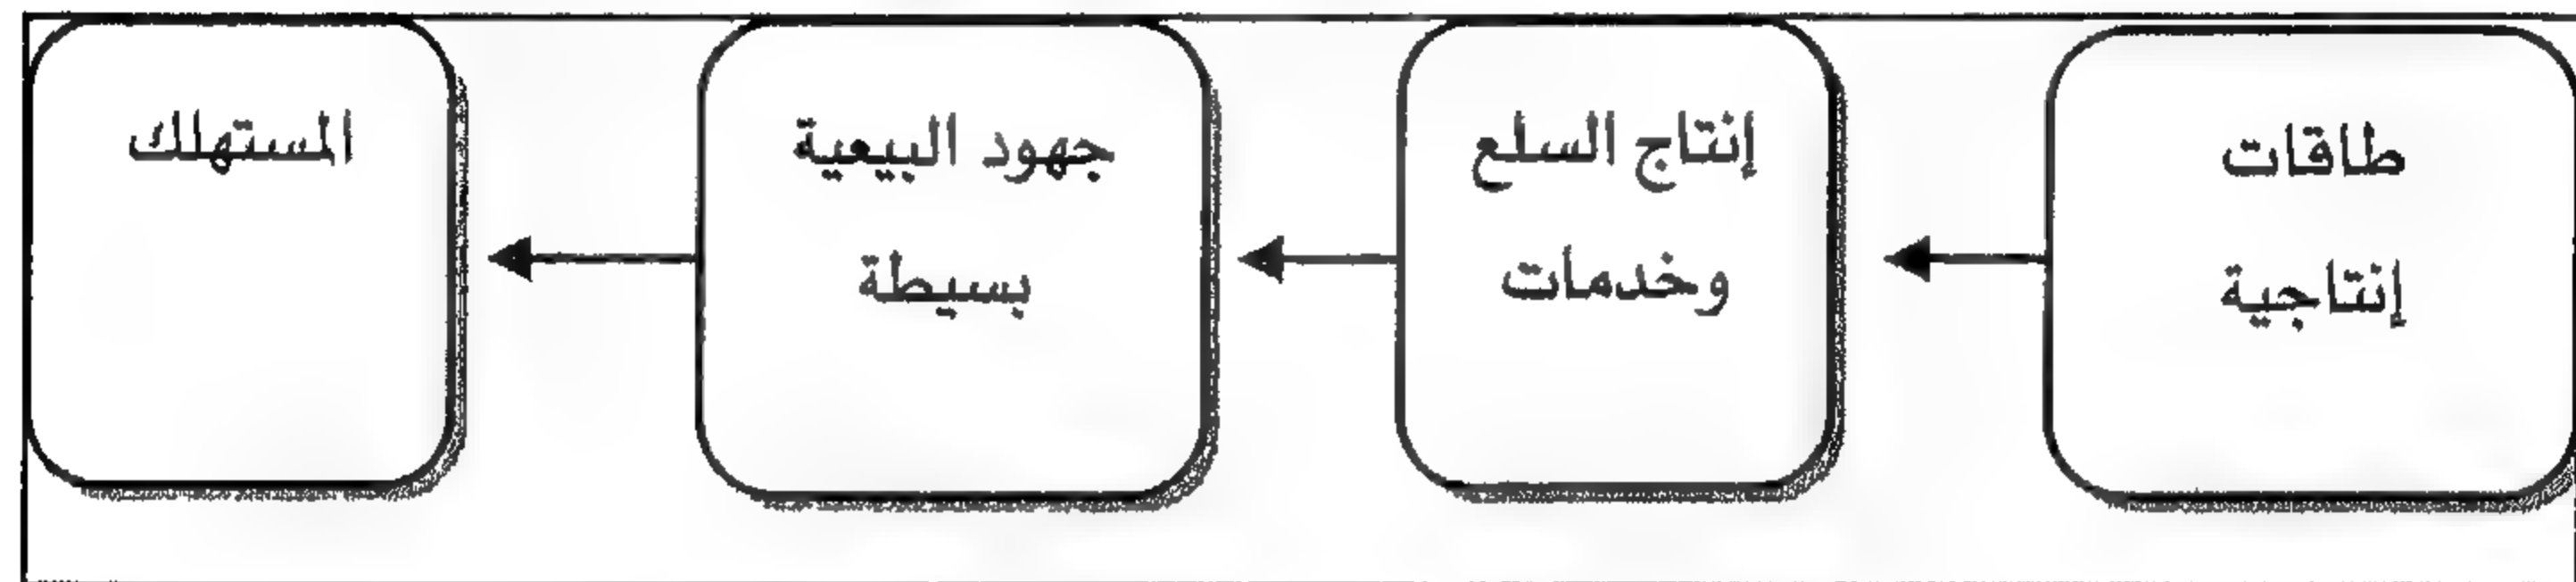 طاقات
إنتاجية
إنتاج السلع
وخدمات
جهود البيعية
بسيطة
المستهلك